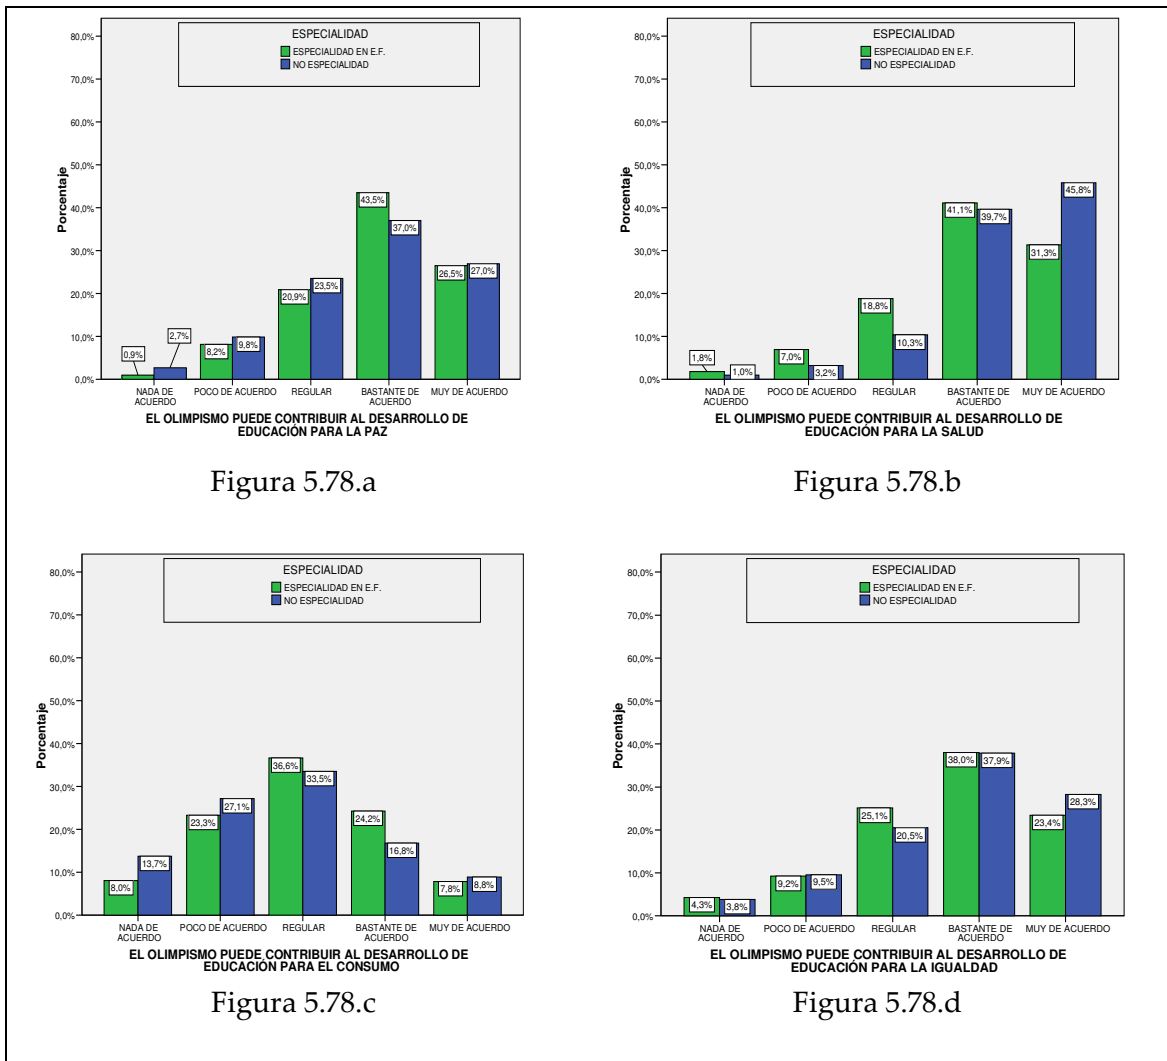 ESPECIALIDAD
ESPECIALIDAD EN E.F.
NO ESPECIALIDAD
Porcentaje
80,0%
70,0%
60,0%
50,0%
40,0%
30,0%
20,0%
10,0%
0,0%
0,9%
2,7%
8,2%
9,8%
20,9%
23,5%
43,5%
37,0%
26,5%
27,0%
NADA DE ACUERDO
POCO DE ACUERDO
REGULAR
BASTANTE DE ACUERDO
MUY DE ACUERDO
EL OLIMPISMO PUEDE CONTRIBUIR AL DESARROLLO DE
EDUCACIÓN PARA LA PAZ
Figura 5.78.a
ESPECIALIDAD
ESPECIALIDAD EN E.F.
NO ESPECIALIDAD
Porcentaje
80,0%
70,0%
60,0%
50,0%
40,0%
30,0%
20,0%
10,0%
0,0%
1,8%
1,0%
7,0%
3,2%
18,8%
10,3%
41,1%
39,7%
31,3%
45,8%
NADA DE ACUERDO
POCO DE ACUERDO
REGULAR
BASTANTE DE ACUERDO
MUY DE ACUERDO
EL OLIMPISMO PUEDE CONTRIBUIR AL DESARROLLO DE
EDUCACIÓN PARA LA SALUD
Figura 5.78.b
ESPECIALIDAD
ESPECIALIDAD EN E.F.
NO ESPECIALIDAD
Porcentaje
80,0%
70,0%
60,0%
50,0%
40,0%
30,0%
20,0%
10,0%
0,0%
8,0%
13,7%
23,3%
27,1%
36,6%
33,5%
24,2%
16,8%
7,8%
8,8%
NADA DE ACUERDO
POCO DE ACUERDO
REGULAR
BASTANTE DE ACUERDO
MUY DE ACUERDO
EL OLIMPISMO PUEDE CONTRIBUIR AL DESARROLLO DE
EDUCACIÓN PARA EL CONSUMO
Figura 5.78.c
ESPECIALIDAD
ESPECIALIDAD EN E.F.
NO ESPECIALIDAD
Porcentaje
80,0%
70,0%
60,0%
50,0%
40,0%
30,0%
20,0%
10,0%
0,0%
4,3%
3,8%
9,2%
9,5%
25,1%
20,5%
38,0%
37,9%
23,4%
28,3%
NADA DE ACUERDO
POCO DE ACUERDO
REGULAR
BASTANTE DE ACUERDO
MUY DE ACUERDO
EL OLIMPISMO PUEDE CONTRIBUIR AL DESARROLLO DE
EDUCACIÓN PARA LA IGUALDAD
Figura 5.78.d